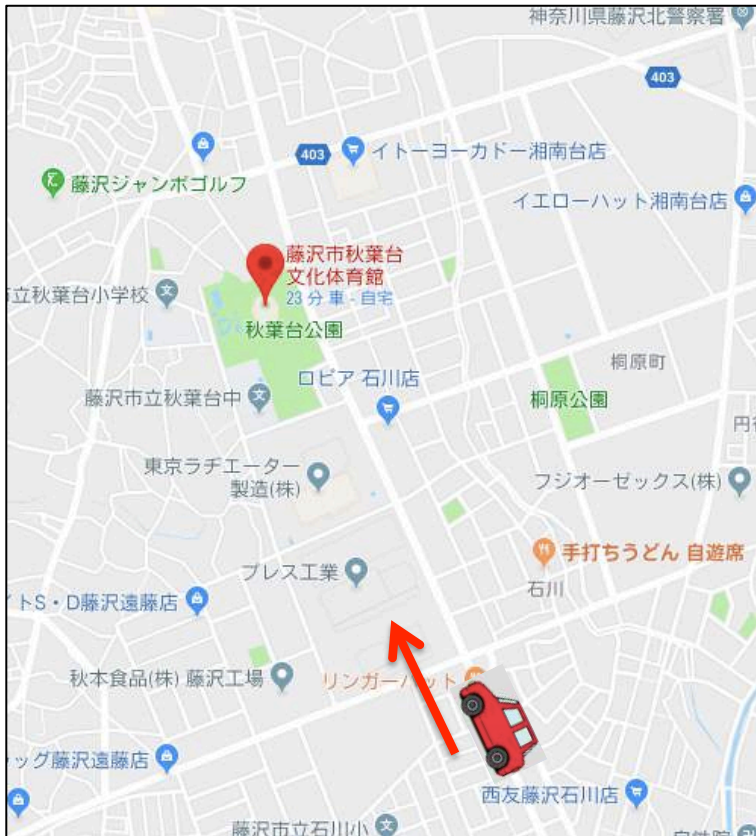 神奈川県藤沢北警察署
403
403
イトーヨーカドー湘南台店
藤沢ジャンボゴルフ
イエローハット湘南台店
藤沢市秋葉台
文化体育館
23 分 車 - 自宅
立秋葉台小学校
秋葉台公園
桐原町
ロピア 石川店
藤沢市立秋葉台中
桐原公園
東京ラヂエーター
製造(株)
フジオーゼックス(株)
手打ちうどん 自遊席
プレス工業
石川
イトS・D藤沢遠藤店
秋本食品(株) 藤沢工場
リンガーハット
ッグ藤沢遠藤店
西友藤沢石川店
藤沢市立石川小